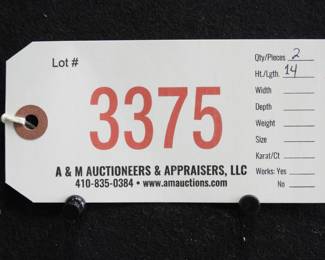 Lot #
3375
A & M AUCTIONEERS & APPRAISERS, LLC
410-835-0384 • www.amauctions.com
Qty/Pieces 2
Ht./Lgth. 14
Width
Depth
Weight
Size
Karat/Ct
Works: Yes
No